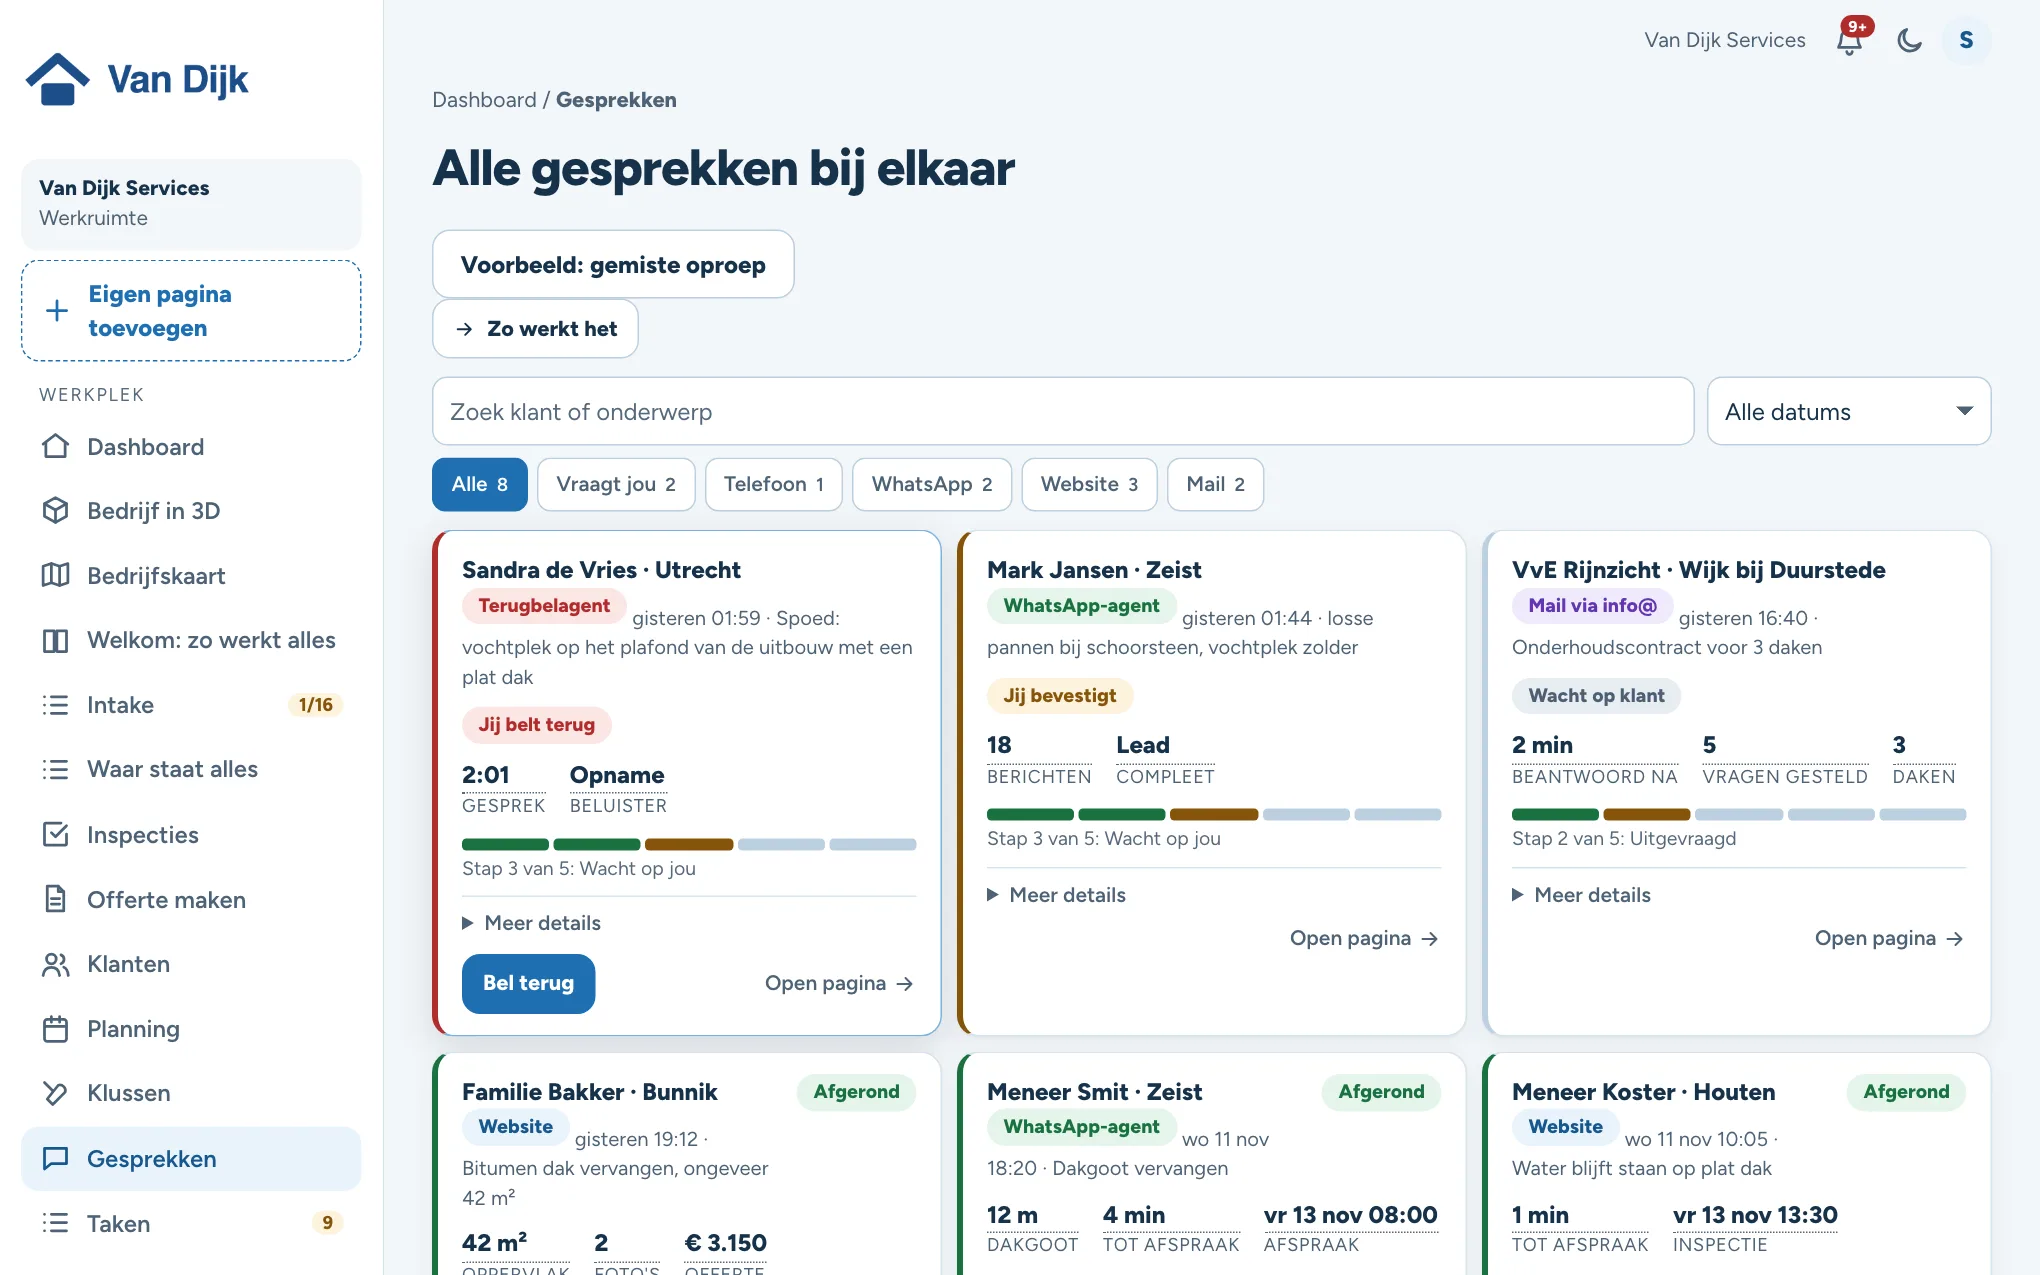 Van Dijk
Van Dijk Services
Werkruimte
Eigen pagina
toevoegen
WERKPLEK
Dashboard
Bedrijf in 3D
Bedrijfskaart
Welkom: zo werkt alles
Intake 1/16
Waar staat alles
Inspecties
Offerte maken
Klanten
Planning
Klussen
Gesprekken
Taken 9
Van Dijk Services 9+ S
Dashboard / Gesprekken
Alle gesprekken bij elkaar
Voorbeeld: gemiste oproep
→ Zo werkt het
Zoek klant of onderwerp
Alle datums
Alle 8 Vraagt jou 2 Telefoon 1 WhatsApp 2 Website 3 Mail 2
Sandra de Vries · Utrecht
Terugbelagent gisteren 01:59 · Spoed:
vochtplek op het plafond van de uitbouw met een
plat dak
Jij belt terug
2:01 Opname
GESPREK BELUISTER
Stap 3 van 5: Wacht op jou
Meer details
Bel terug Open pagina →
Mark Jansen · Zeist
WhatsApp-agent gisteren 01:44 · losse
pannen bij schoorsteen, vochtplek zolder
Jij bevestigt
18 Lead
BERICHTEN COMPLEET
Stap 3 van 5: Wacht op jou
Meer details
Open pagina →
VvE Rijnzicht · Wijk bij Duurstede
Mail via info@ gisteren 16:40 ·
Onderhoudscontract voor 3 daken
Wacht op klant
2 min 5 3
BEANTWOORD NA VRAGEN GESTELD DAKEN
Stap 2 van 5: Uitgevraagd
Meer details
Open pagina →
Familie Bakker · Bunnik Afgerond
Website gisteren 19:12 ·
Bitumen dak vervangen, ongeveer
42 m²
42 m² 2 € 3.150
OPPERVLAK FOTO'S OFFERTE
Meneer Smit · Zeist Afgerond
WhatsApp-agent wo 11 nov
18:20 · Dakgoot vervangen
12 m 4 min vr 13 nov 08:00
DAKGOOT TOT AFSPRAAK AFSPRAAK
Meneer Koster · Houten Afgerond
Website wo 11 nov 10:05 ·
Water blijft staan op plat dak
1 min vr 13 nov 13:30
TOT AFSPRAAK INSPECTIE